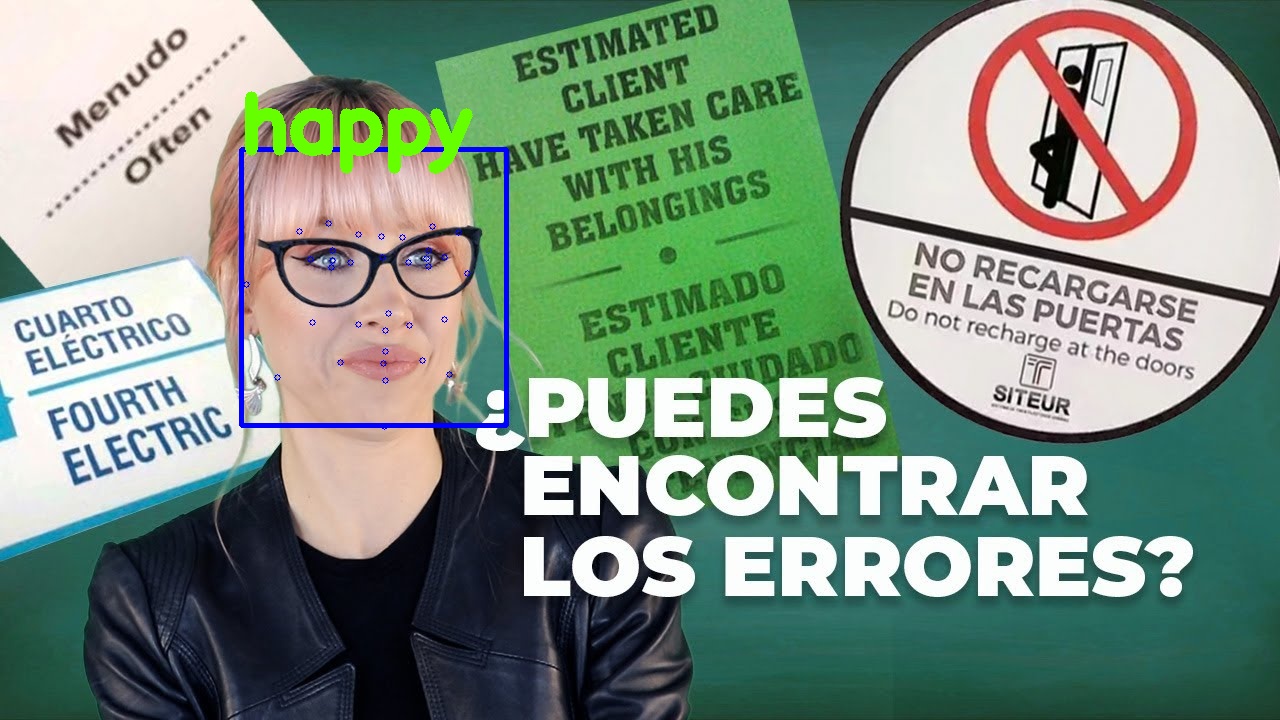 Menudo
Often
happy
ESTIMATED
CLIENT
HAVE TAKEN CARE
WITH HIS
BELONGINGS
ESTIMADO
CLIENTE
CUIDADO
CON
NO RECARGARSE
EN LAS PUERTAS
Do not recharge at the doors
SITEUR
CUARTO
ELÉCTRICO
FOURTH
ELECTRIC
¿PUEDES
ENCONTRAR
LOS ERRORES?